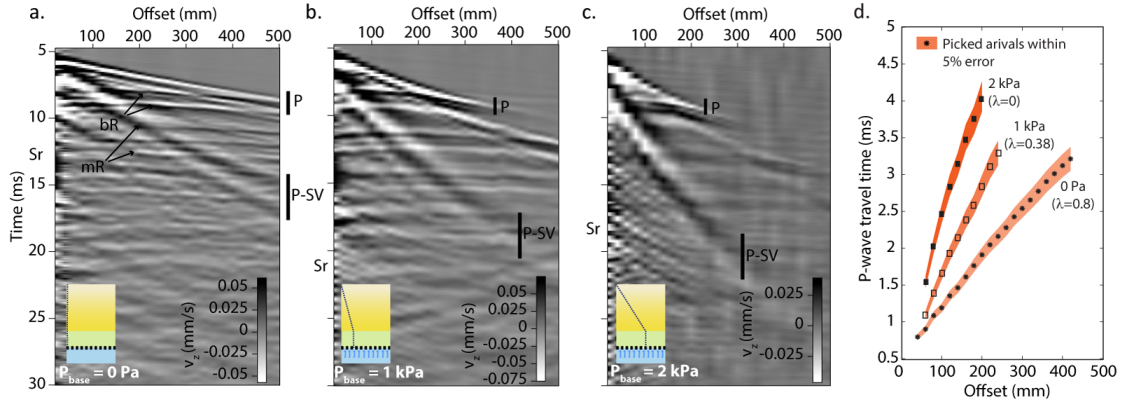 a.
Offset (mm)
100 200 300 400 500
5
10
15
20
25
30
Time (ms)
Sr
bR
mR
P
P-SV
0.05
0.025
0
-0.025
-0.05
v_z (mm/s)
P_base = 0 Pa
b.
Offset (mm)
100 200 300 400 500
Sr
P
P-SV
0.05
0.025
0
-0.025
-0.05
-0.075
v_z (mm/s)
P_base = 1 kPa
c.
Offset (mm)
100 200 300 400 500
Sr
P
P-SV
0.025
0
-0.025
v_z (mm/s)
P_base = 2 kPa
d.
Picked arivals within
5% error
2 kPa
(λ=0)
1 kPa
(λ=0.38)
0 Pa
(λ=0.8)
5
4.5
4
3.5
3
2.5
2
1.5
1
0.5
P-wave travel time (ms)
0 100 200 300 400 500
Offset (mm)